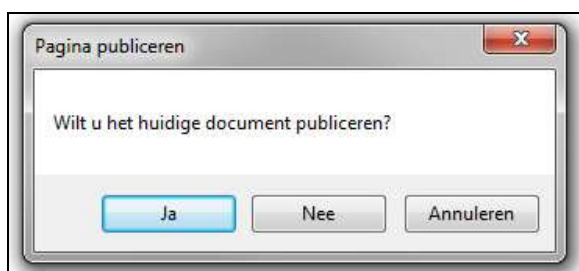 Pagina publiceren
Wilt u het huidige document publiceren?
Ja Nee Annuleren